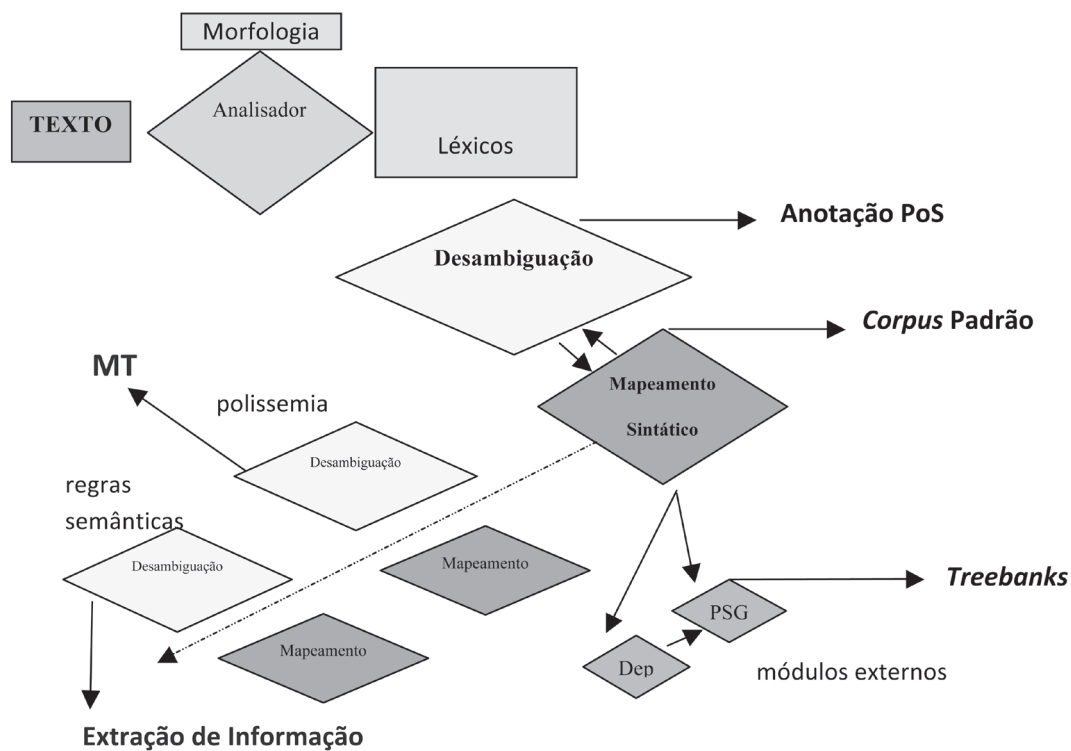 Morfologia
Analisador
TEXTO
Léxicos
Anotação PoS
Desambiguação
Corpus Padrão
MT
Mapeamento
Sintático
polissemia
Desambiguação
regras
semânticas
Desambiguação
Mapeamento
Treebanks
PSG
Mapeamento
Dep
módulos externos
Extração de Informação